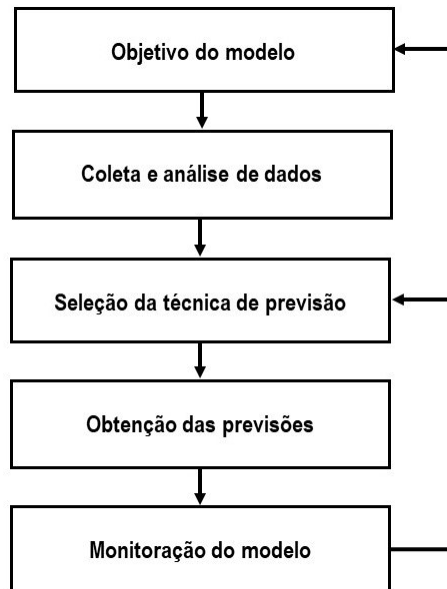 Objetivo do modelo
Coleta e análise de dados
Seleção da técnica de previsão
Obtenção das previsões
Monitoração do modelo